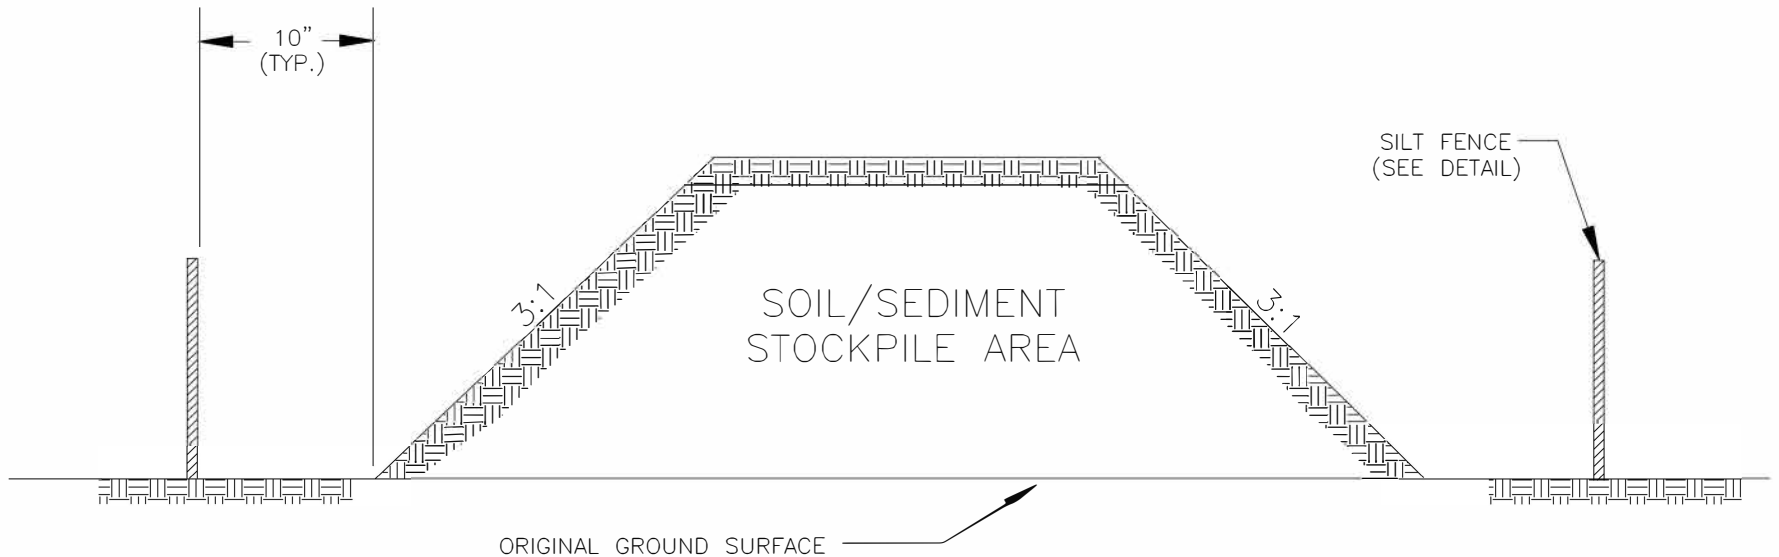 10"
(TYP.)
SILT FENCE
(SEE DETAIL)
3:1
3:1
SOIL/SEDIMENT
STOCKPILE AREA
ORIGINAL GROUND SURFACE